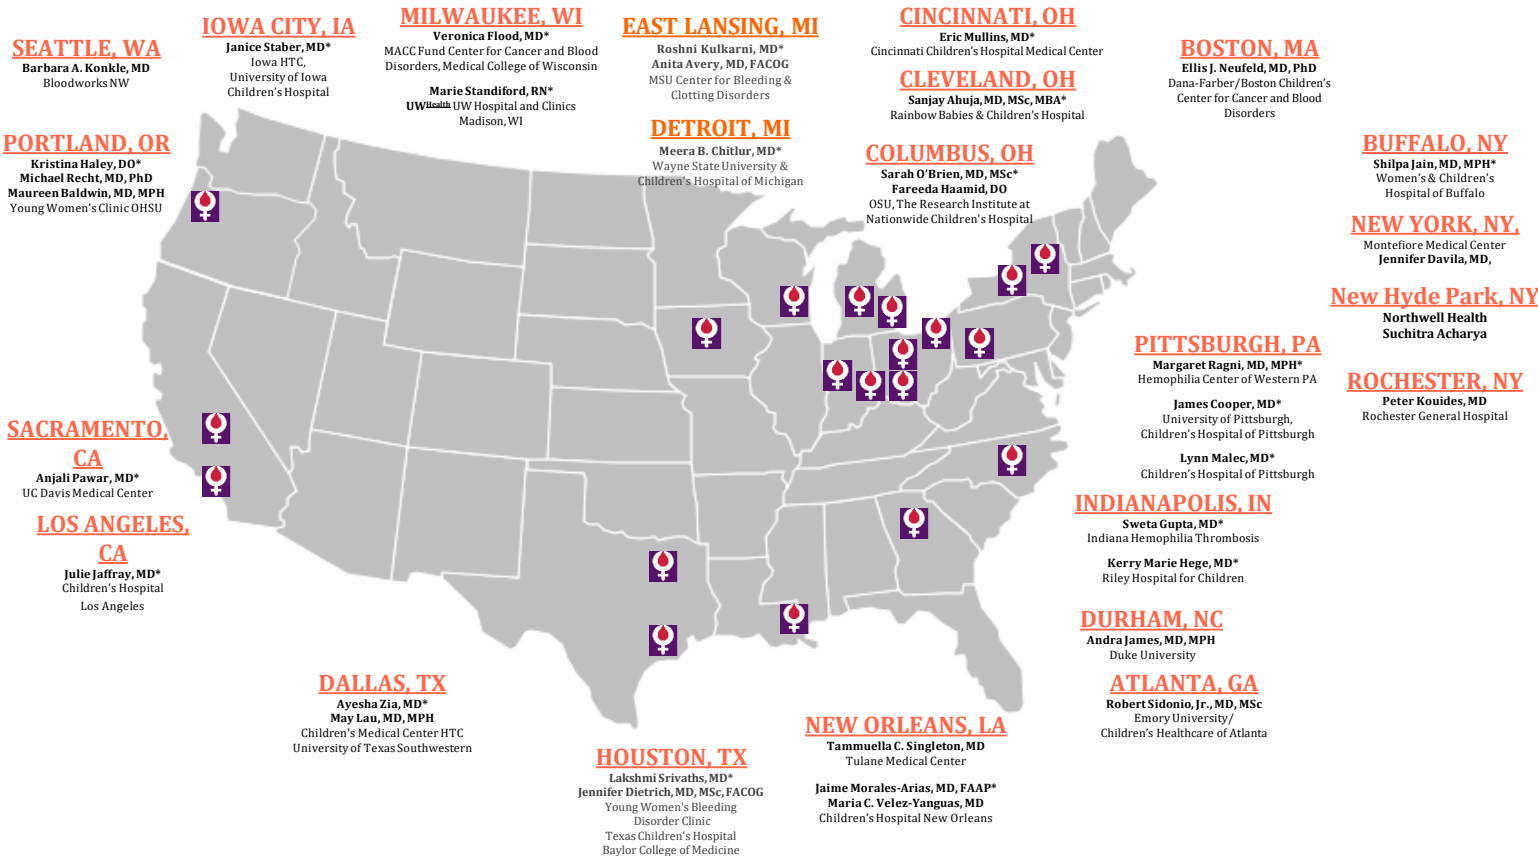 SEATTLE, WA
Barbara A. Konkle, MD
Bloodworks NW
IOWA CITY, IA
Janice Staber, MD*
Iowa HTC,
University of Iowa
Children's Hospital
MILWAUKEE, WI
Veronica Flood, MD*
MACC Fund Center for Cancer and Blood
Disorders, Medical College of Wisconsin
Marie Standiford, RN*
UWHealth UW Hospital and Clinics
Madison, WI
EAST LANSING, MI
Roshni Kulkarni, MD*
Anita Avery, MD, FACOG
MSU Center for Bleeding &
Clotting Disorders
DETROIT, MI
Meera B. Chitlur, MD*
Wayne State University &
Children's Hospital of Michigan
CINCINNATI, OH
Eric Mullins, MD*
Cincinnati Children's Hospital Medical Center
CLEVELAND, OH
Sanjay Ahuja, MD, MSc, MBA*
Rainbow Babies & Children's Hospital
COLUMBUS, OH
Sarah O'Brien, MD, MSc*
Fareeda Haamid, DO
OSU, The Research Institute at
Nationwide Children's Hospital
BOSTON, MA
Ellis J. Neufeld, MD, PhD
Dana-Farber/Boston Children's
Center for Cancer and Blood
Disorders
BUFFALO, NY
Shilpa Jain, MD, MPH*
Women's & Children's
Hospital of Buffalo
NEW YORK, NY,
Montefiore Medical Center
Jennifer Davila, MD,
New Hyde Park, NY
Northwell Health
Suchitra Acharya
ROCHESTER, NY
Peter Kouides, MD
Rochester General Hospital
PORTLAND, OR
Kristina Haley, DO*
Michael Recht, MD, PhD
Maureen Baldwin, MD, MPH
Young Women's Clinic OHSU
PITTSBURGH, PA
Margaret Ragni, MD, MPH*
Hemophilia Center of Western PA
James Cooper, MD*
University of Pittsburgh,
Children's Hospital of Pittsburgh
Lynn Malec, MD*
Children's Hospital of Pittsburgh
SACRAMENTO,
CA
Anjali Pawar, MD*
UC Davis Medical Center
LOS ANGELES,
CA
Julie Jaffray, MD*
Children's Hospital
Los Angeles
INDIANAPOLIS, IN
Sweta Gupta, MD*
Indiana Hemophilia Thrombosis
Kerry Marie Hege, MD*
Riley Hospital for Children
DURHAM, NC
Andra James, MD, MPH
Duke University
ATLANTA, GA
Robert Sidonio, Jr., MD, MSc
Emory University/
Children's Healthcare of Atlanta
DALLAS, TX
Ayesha Zia, MD*
May Lau, MD, MPH
Children's Medical Center HTC
University of Texas Southwestern
HOUSTON, TX
Lakshmi Srivaths, MD*
Jennifer Dietrich, MD, MSc, FACOG
Young Women's Bleeding
Disorder Clinic
Texas Children's Hospital
Baylor College of Medicine
NEW ORLEANS, LA
Tammuella C. Singleton, MD
Tulane Medical Center
Jaime Morales-Arias, MD, FAAP*
Maria C. Velez-Yanguas, MD
Children's Hospital New Orleans